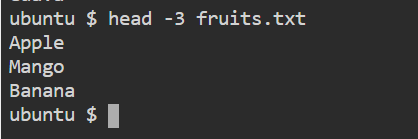 ubuntu $ head -3 fruits.txt
Apple
Mango
Banana
ubuntu $